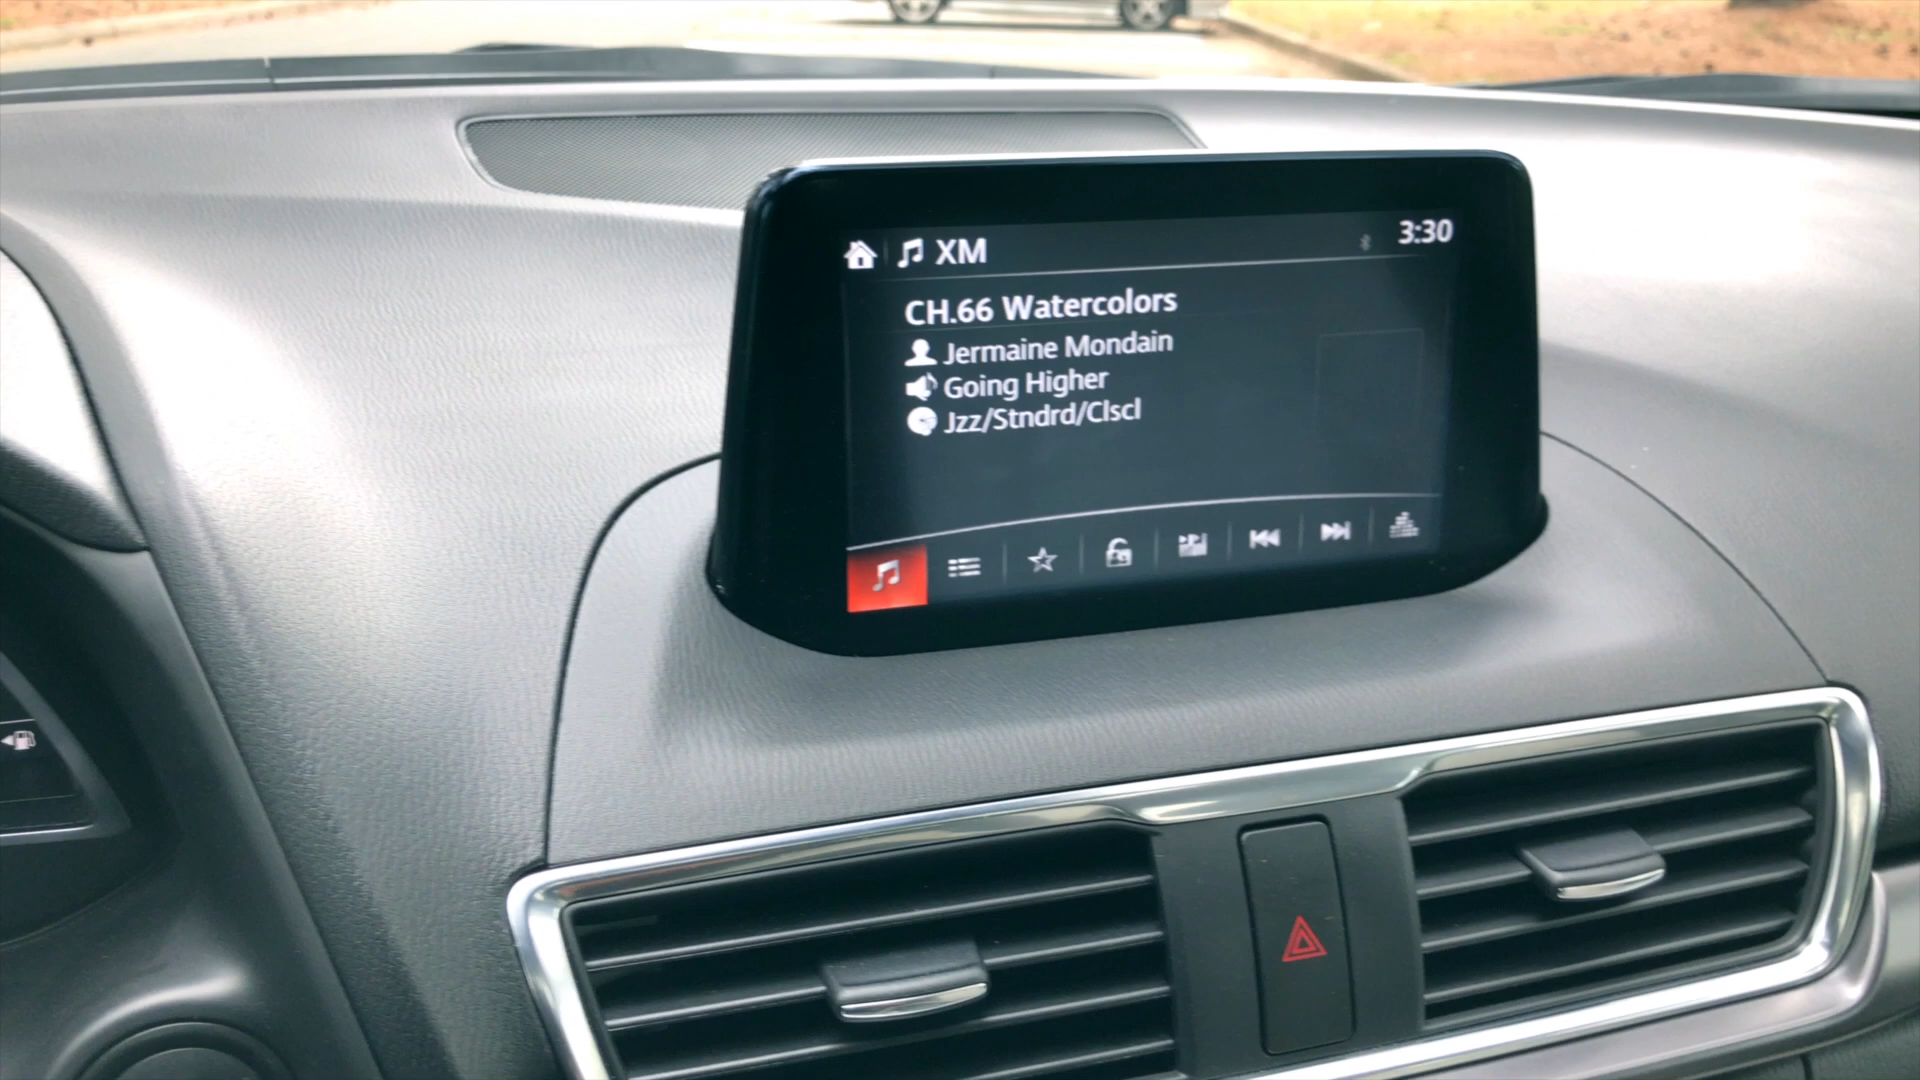 XM
3:30
CH.66 Watercolors
Jermaine Mondain
Going Higher
Jzz/Stndrd/Clscl